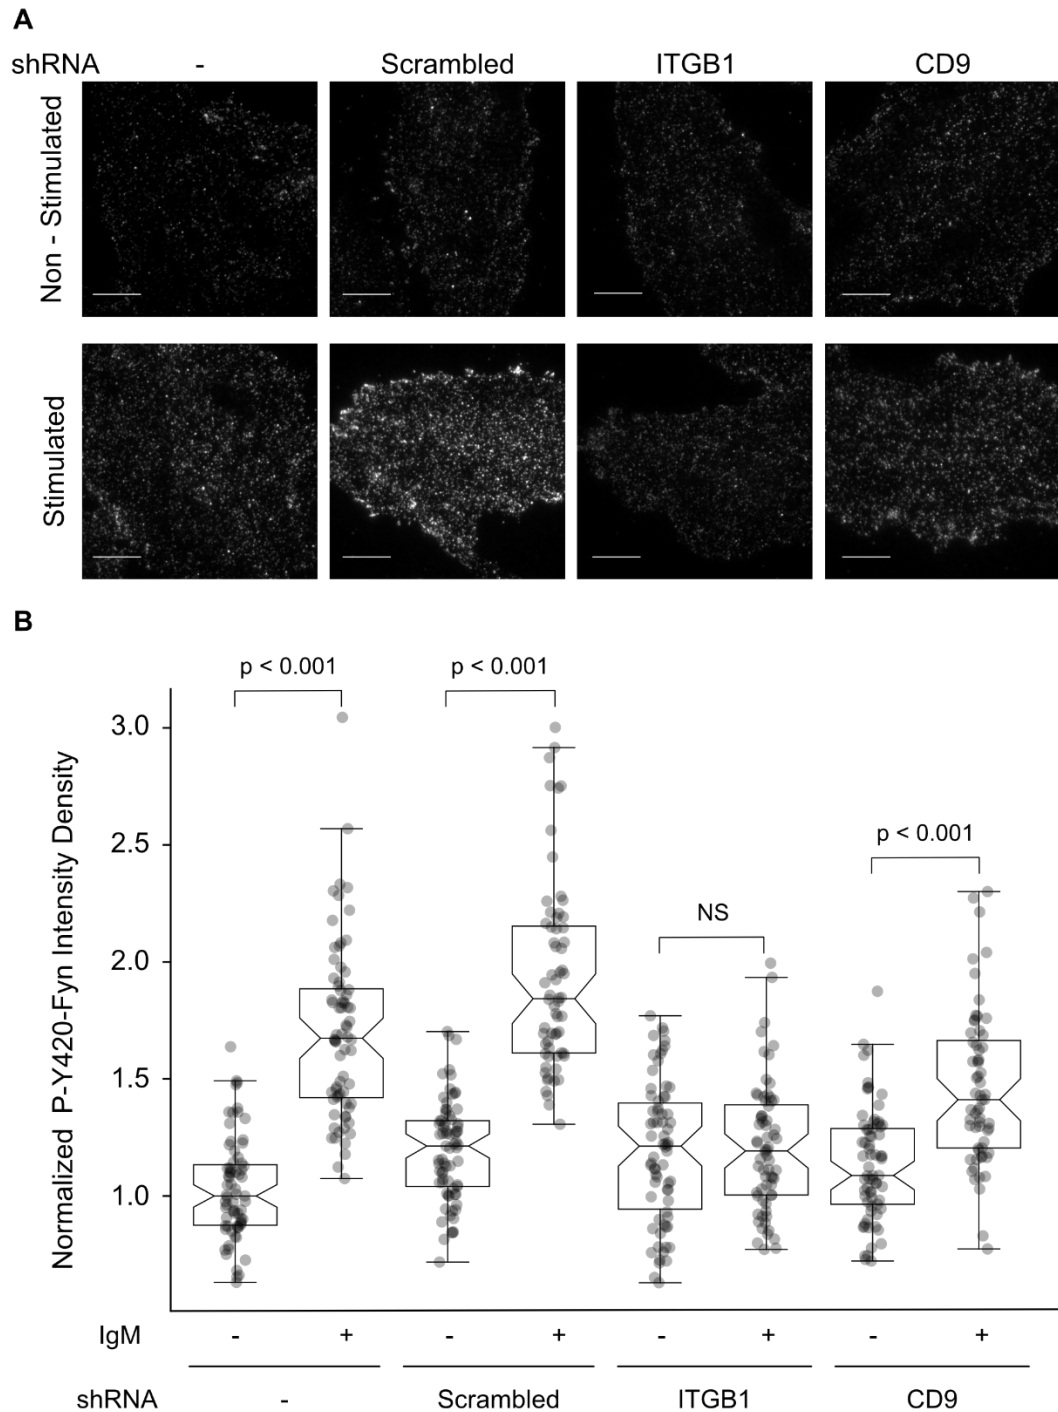 A
shRNA - Scrambled ITGB1 CD9
Non - Stimulated
Stimulated
B
p < 0.001 p < 0.001
p < 0.001
NS
Normalized P-Y420-Fyn Intensity Density
3.0
2.5
2.0
1.5
1.0
IgM - + - + - + - +
shRNA - Scrambled ITGB1 CD9